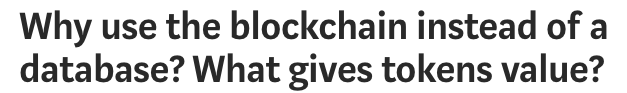 Why use the blockchain instead of a
database? What gives tokens value?